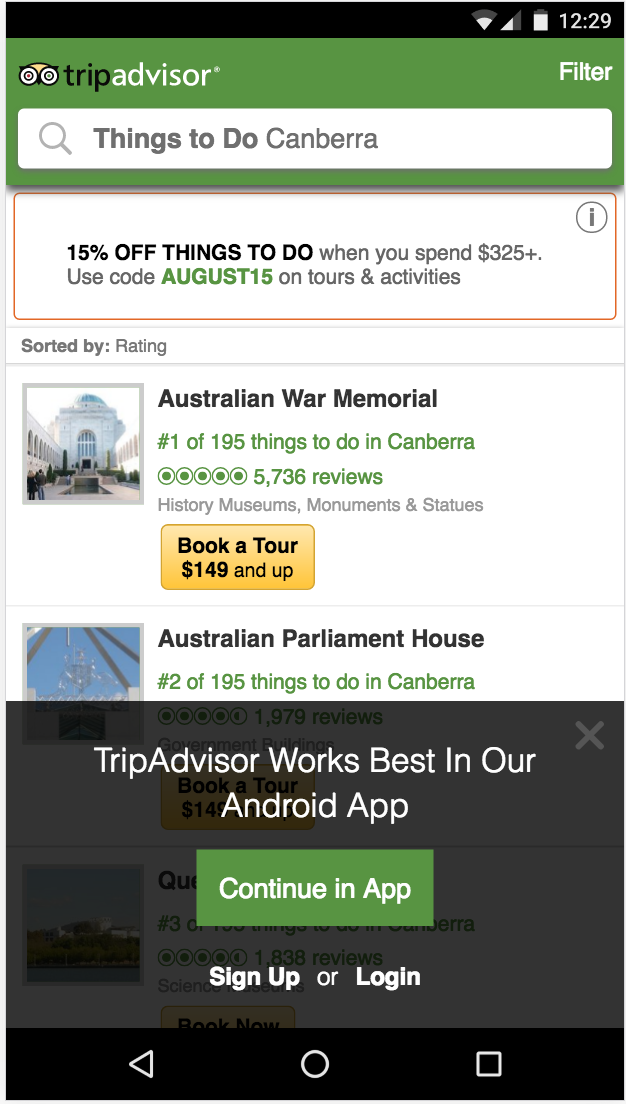 12:29
tripadvisor®
Filter
Things to Do Canberra
i
15% OFF THINGS TO DO when you spend $325+.
Use code AUGUST15 on tours & activities
Sorted by: Rating
Australian War Memorial
#1 of 195 things to do in Canberra
5,736 reviews
History Museums, Monuments & Statues
Book a Tour
$149 and up
Australian Parliament House
#2 of 195 things to do in Canberra
1,979 reviews
Government Buildings
TripAdvisor Works Best In Our
Book a Tour
Android App
$149 and up
Continue in App
#3 of 195 things to do in Canberra
1,838 reviews
Sign Up or Login
Science Museums
Book Now